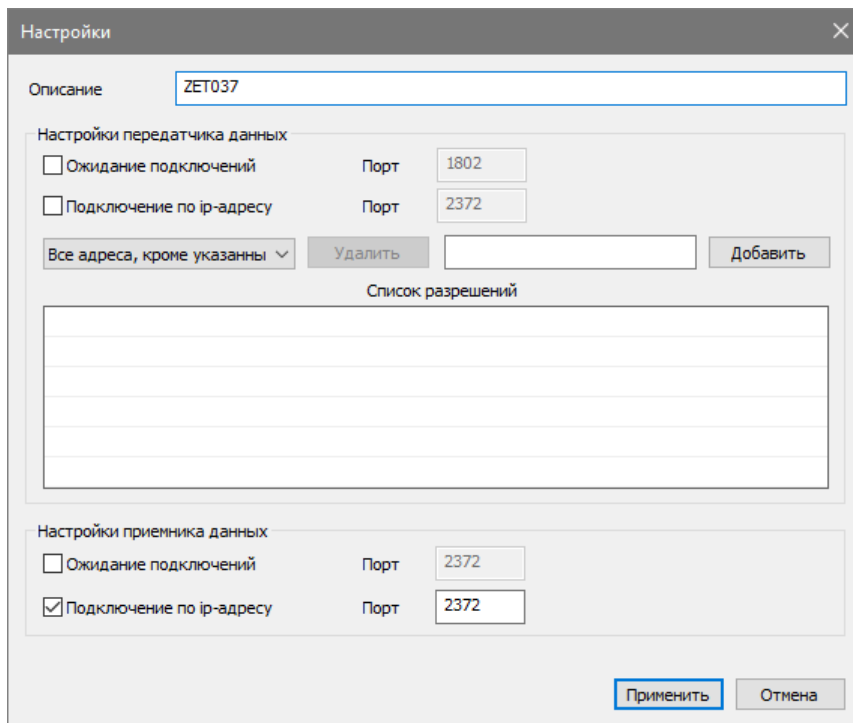 Настройки
Описание ZET037
Настройки передатчика данных
Ожидание подключений Порт 1802
Подключение по ip-адресу Порт 2372
Все адреса, кроме указанны Удалить Добавить
Список разрешений
Настройки приемника данных
Ожидание подключений Порт 2372
Подключение по ip-адресу Порт 2372
Применить Отмена